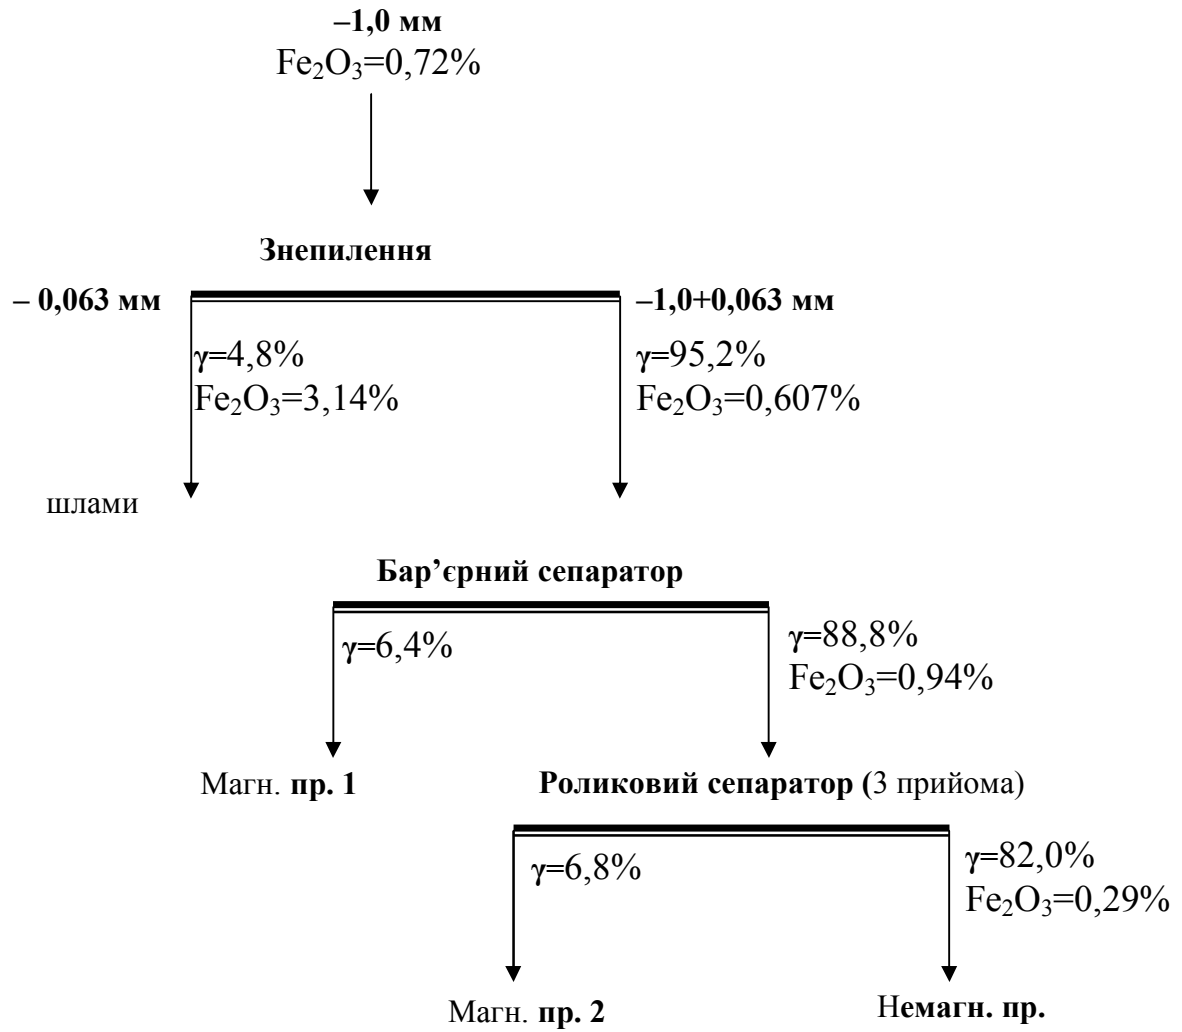 –1,0 мм
Fe₂O₃=0,72%
Знепилення
– 0,063 мм
–1,0+0,063 мм
γ=4,8%
Fe₂O₃=3,14%
γ=95,2%
Fe₂O₃=0,607%
шлами
Бар’єрний сепаратор
γ=6,4%
γ=88,8%
Fe₂O₃=0,94%
Магн. пр. 1
Роликовий сепаратор (3 прийома)
γ=6,8%
γ=82,0%
Fe₂O₃=0,29%
Магн. пр. 2
Немагн. пр.